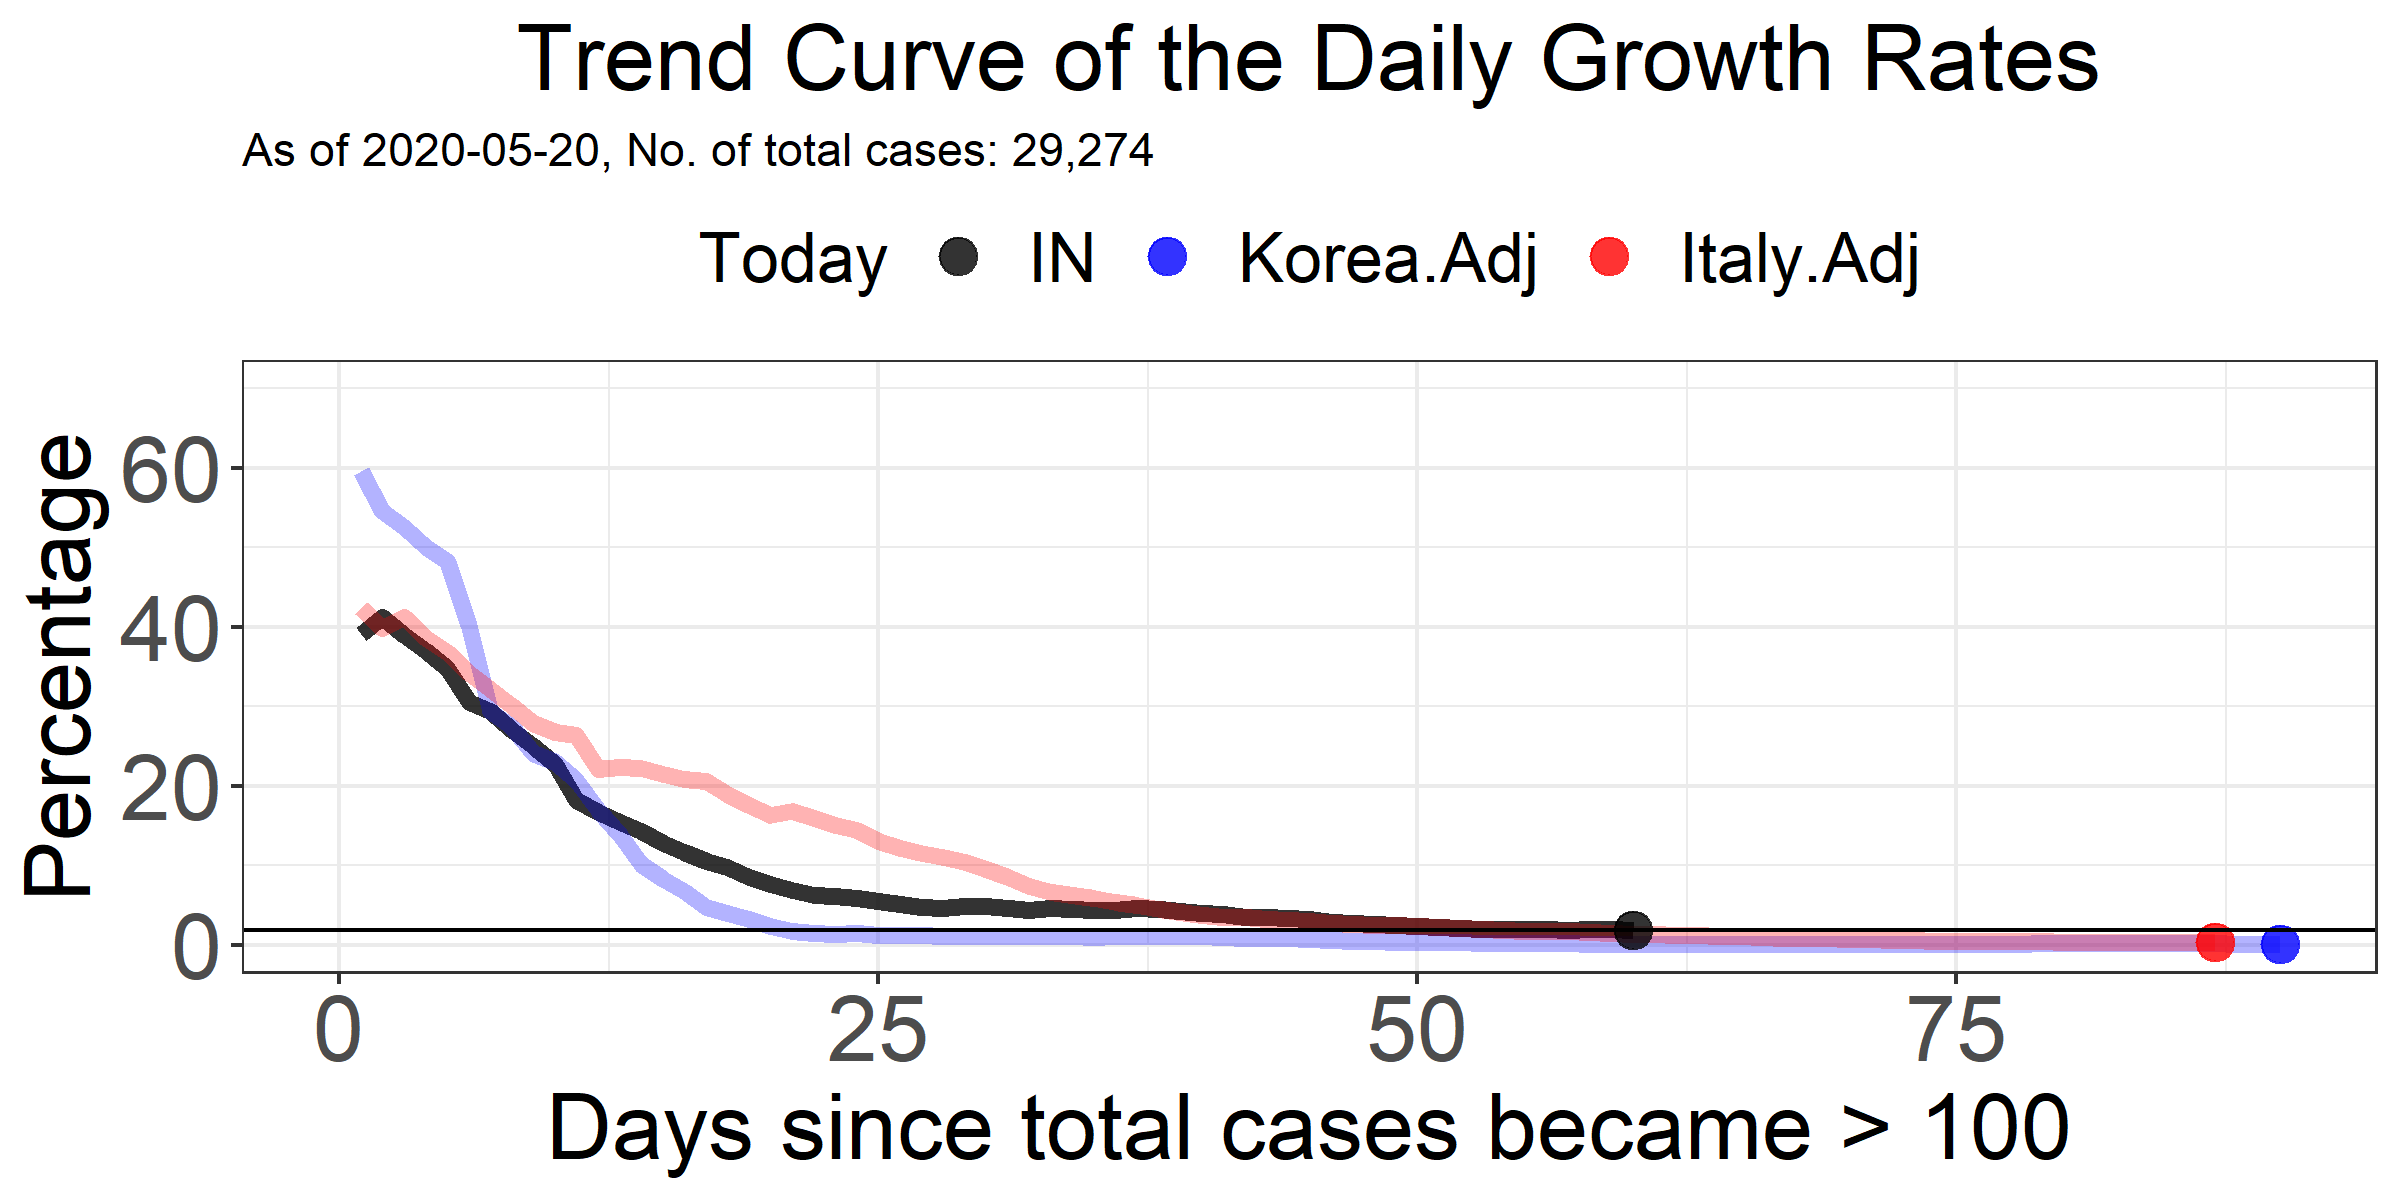 Trend Curve of the Daily Growth Rates
As of 2020-05-20, No. of total cases: 29,274
Today IN Korea.Adj Italy.Adj
Percentage
60
40
20
0
0 25 50 75
Days since total cases became > 100